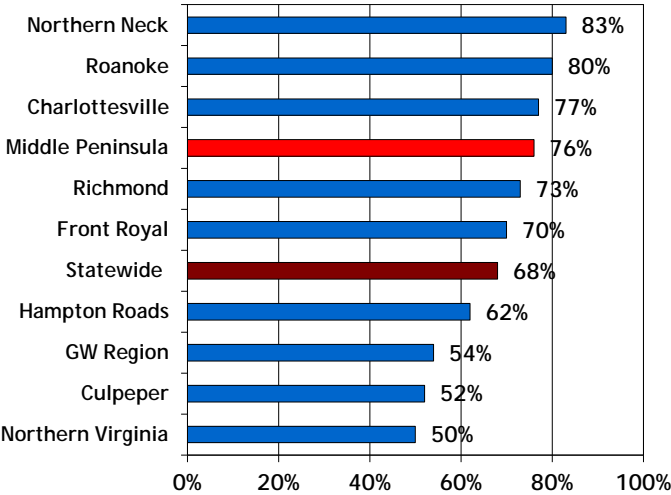 Northern Neck 83%
Roanoke 80%
Charlottesville 77%
Middle Peninsula 76%
Richmond 73%
Front Royal 70%
Statewide 68%
Hampton Roads 62%
GW Region 54%
Culpeper 52%
Northern Virginia 50%
0% 20% 40% 60% 80% 100%